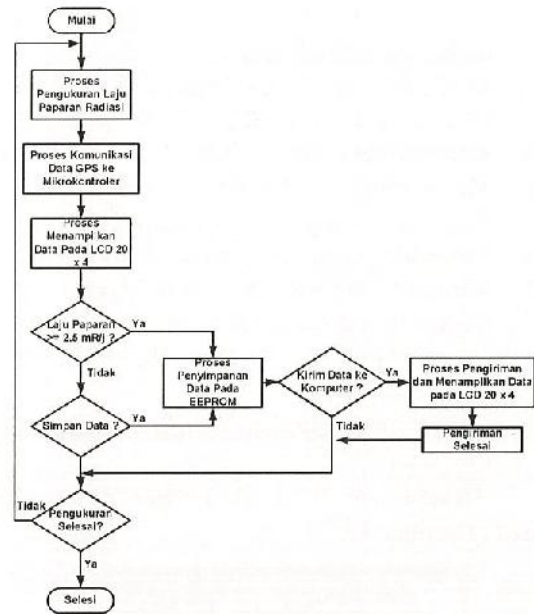 Mulai
Proses
Pengukuran Laju
Paparan Radiasi
Proses Komunikasi
Data GPS ke
Mikrokontroler
Proses
Menampilkan
Data Pada LCD 20
x 4
Laju Paparan
>= 2.5 mR/j ?
Ya
Tidak
Proses
Penyimpanan
Data Pada
EEPROM
Kirim Data ke
Komputer ?
Ya
Proses Pengiriman
dan Menampilkan Data
pada LCD 20 x 4
Simpan Data ?
Ya
Tidak
Pengiriman
Selesai
Tidak
Pengukuran
Selesai?
Ya
Selesi